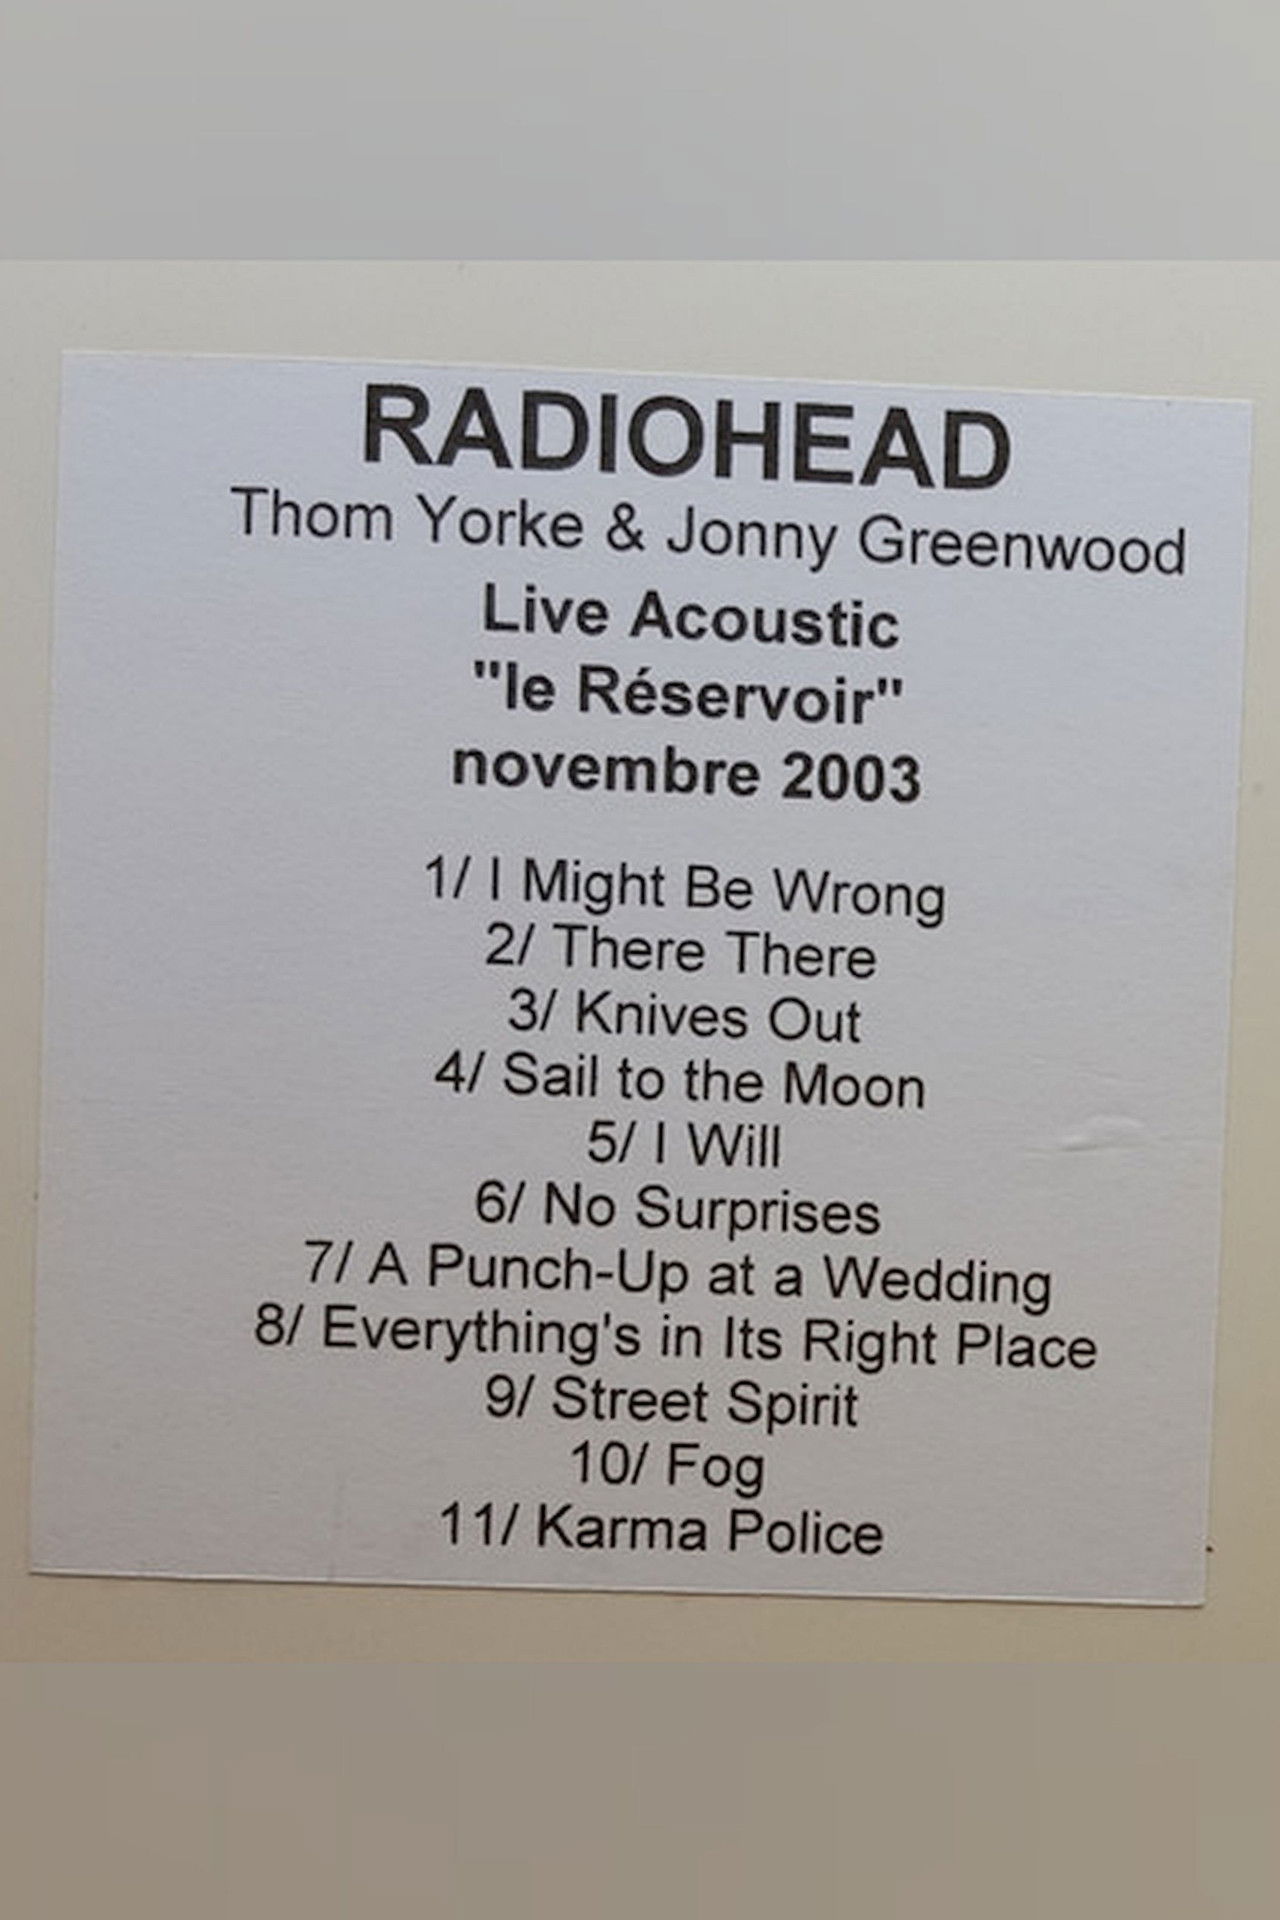 RADIOHEAD
Thom Yorke & Jonny Greenwood
Live Acoustic
"le Réservoir"
novembre 2003
1/ I Might Be Wrong
2/ There There
3/ Knives Out
4/ Sail to the Moon
5/ I Will
6/ No Surprises
7/ A Punch-Up at a Wedding
8/ Everything's in Its Right Place
9/ Street Spirit
10/ Fog
11/ Karma Police